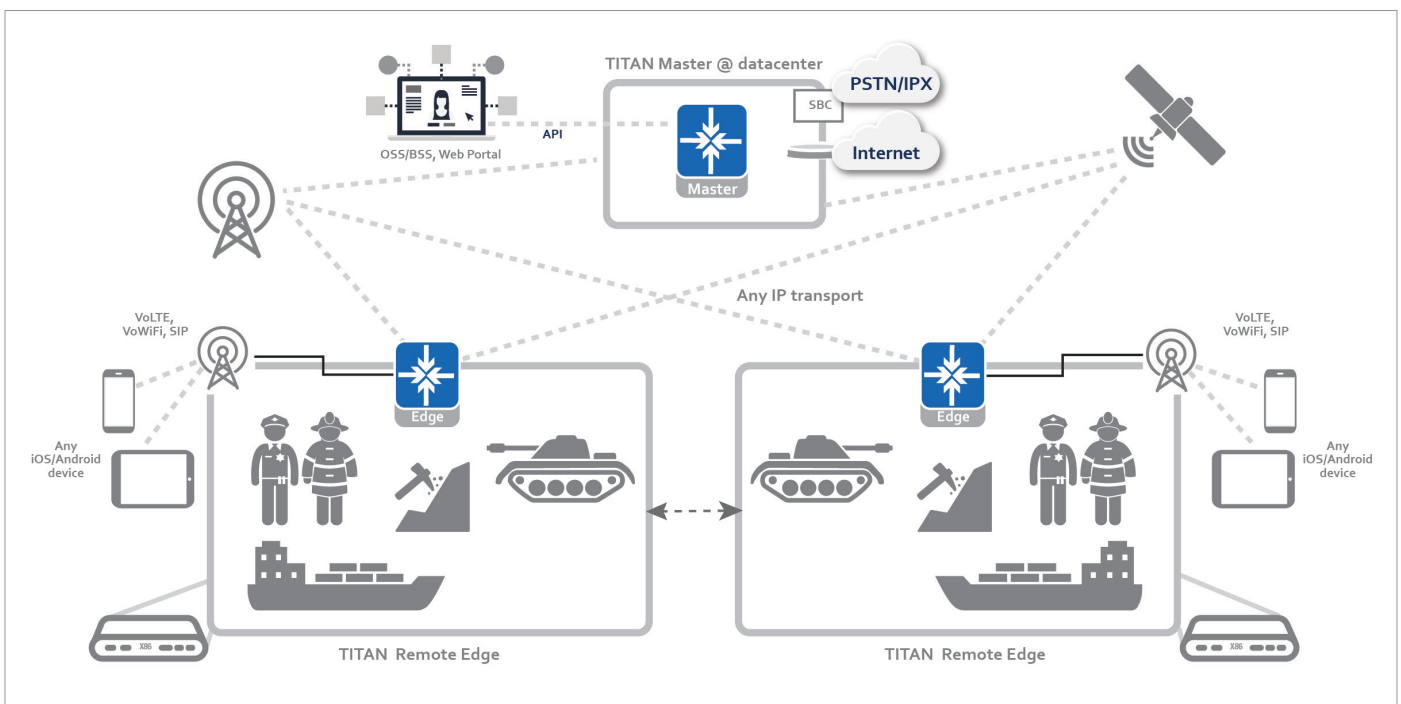 TITAN Master @ datacenter
PSTN/IPX
SBC
API
Internet
OSS/BSS, Web Portal
Master
Any IP transport
VoLTE,
VoWiFi, SIP
VoLTE,
VoWiFi, SIP
Edge
Edge
Any
iOS/Android
device
Any
iOS/Android
device
X86
X86
TITAN Remote Edge
TITAN Remote Edge